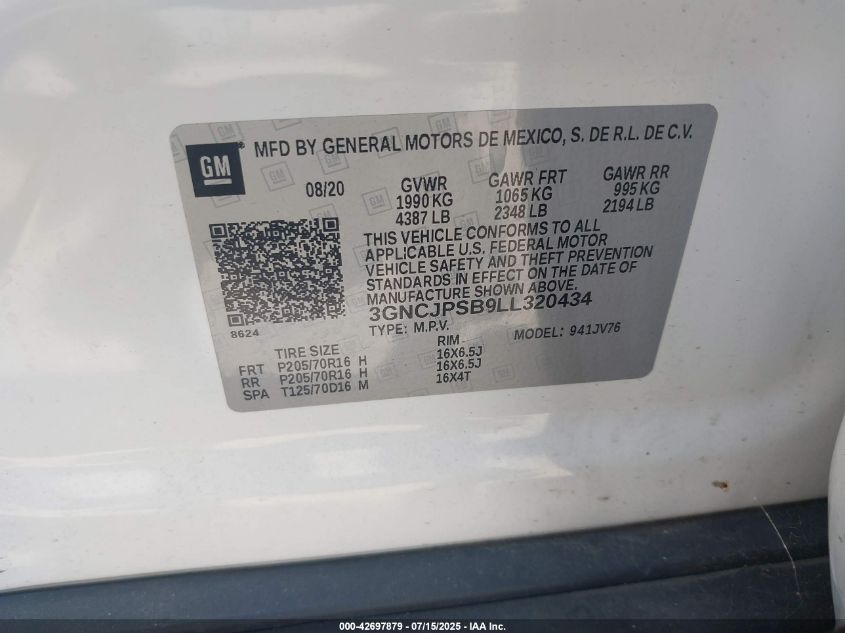 GM
MFD BY GENERAL MOTORS DE MEXICO, S. DE R.L. DE C.V.
08/20 GVWR GAWR FRT GAWR RR
1990 KG 1065 KG 995 KG
4387 LB 2348 LB 2194 LB
THIS VEHICLE CONFORMS TO ALL
APPLICABLE U.S. FEDERAL MOTOR
VEHICLE SAFETY AND THEFT PREVENTION
STANDARDS IN EFFECT ON THE DATE OF
MANUFACTURE SHOWN ABOVE.
3GNCJPSB9LL320434
8624
TYPE: M.P.V. MODEL: 941JV76
TIRE SIZE RIM
FRT P205/70R16 H 16X6.5J
RR P205/70R16 H 16X6.5J
SPA T125/70D16 M 16X4T
000-42697879 - 07/15/2025 - IAA Inc.